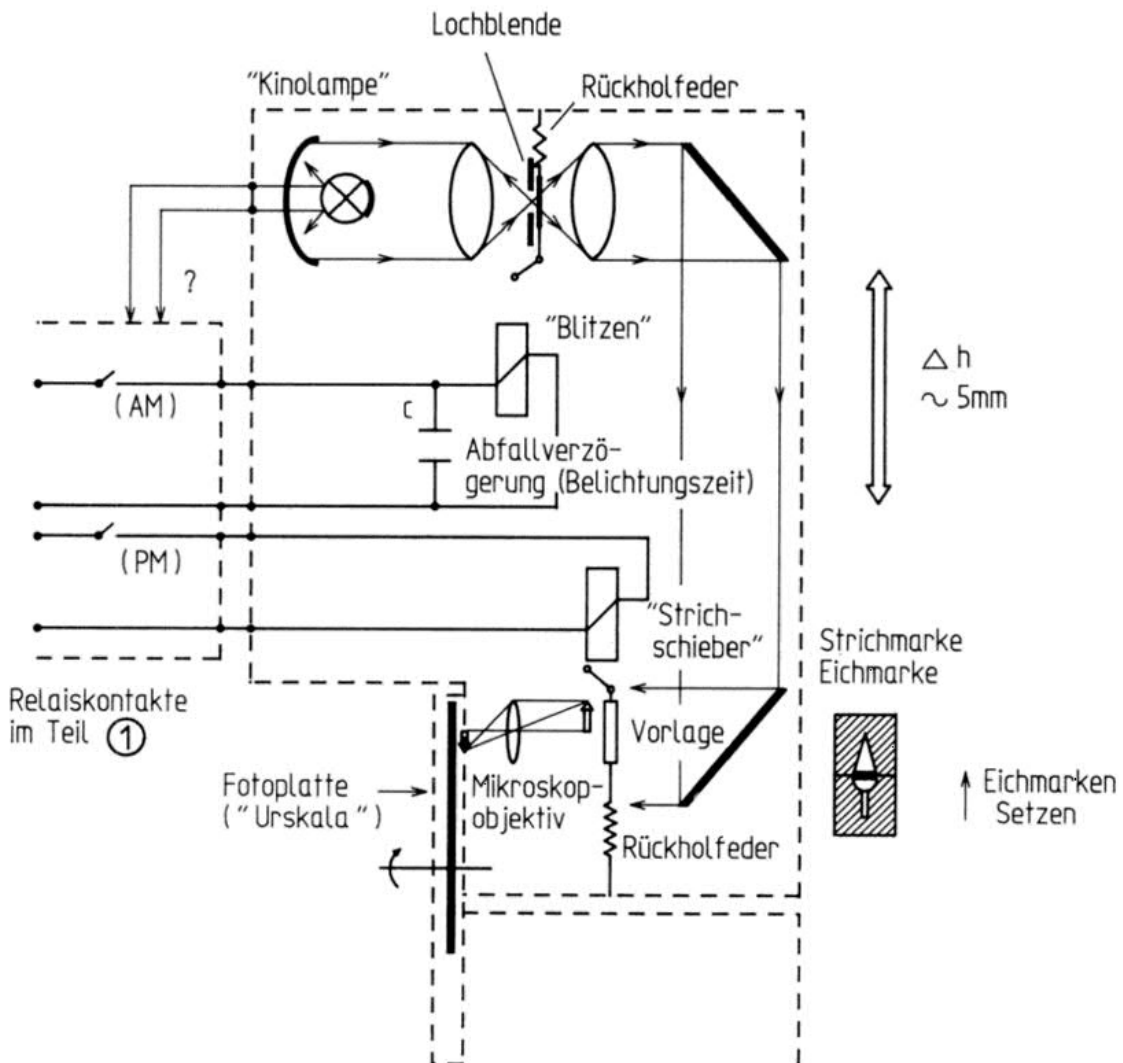 Lochblende
"Kinolampe"
Rückholfeder
?
"Blitzen"
(AM)
C
Abfallverzö-
gerung (Belichtungszeit)
△ h
~ 5mm
(PM)
"Strich-
schieber"
Strichmarke
Eichmarke
Relaiskontakte
im Teil ①
Vorlage
Fotoplatte
("Urskala")
Mikroskop-
objektiv
Rückholfeder
Eichmarken
Setzen